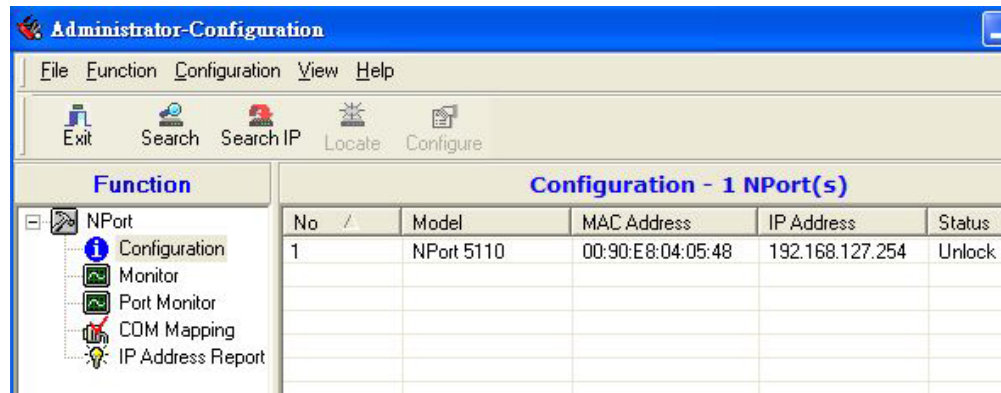 Administrator-Configuration
File Function Configuration View Help
Exit Search Search IP Locate Configure
Function
NPort
Configuration
Monitor
Port Monitor
COM Mapping
IP Address Report
Configuration - 1 NPort(s)
No Model MAC Address IP Address Status
1 NPort 5110 00:90:E8:04:05:48 192.168.127.254 Unlock